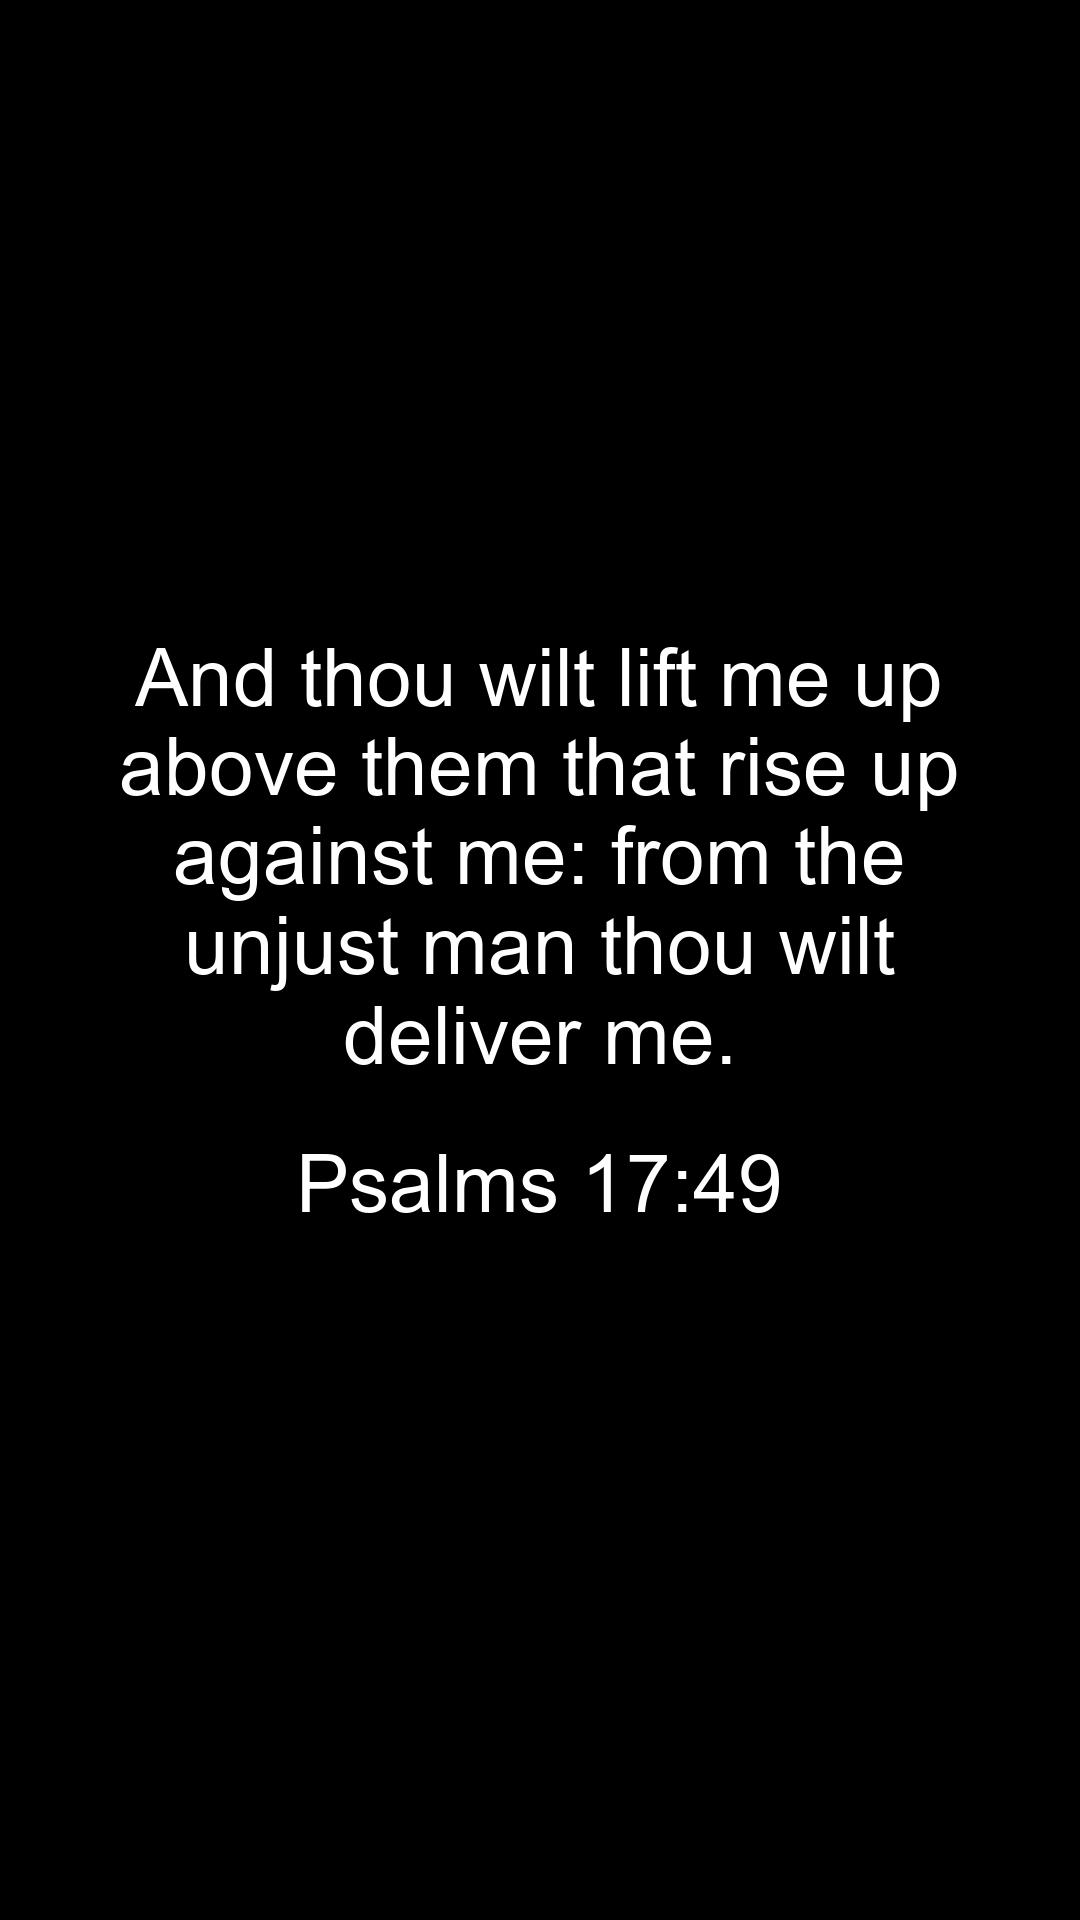 And thou wilt lift me up
above them that rise up
against me: from the
unjust man thou wilt
deliver me.
Psalms 17:49